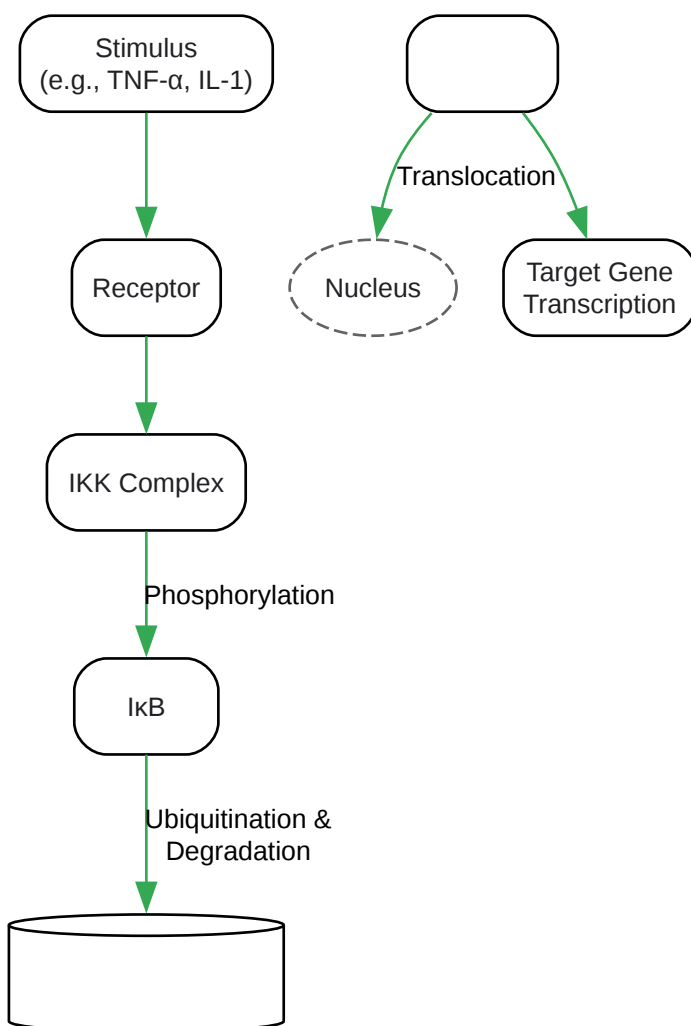 Stimulus
(e.g., TNF-α, IL-1)
Translocation
Receptor
Nucleus
Target Gene
Transcription
IKK Complex
Phosphorylation
IκB
Ubiquitination &
Degradation